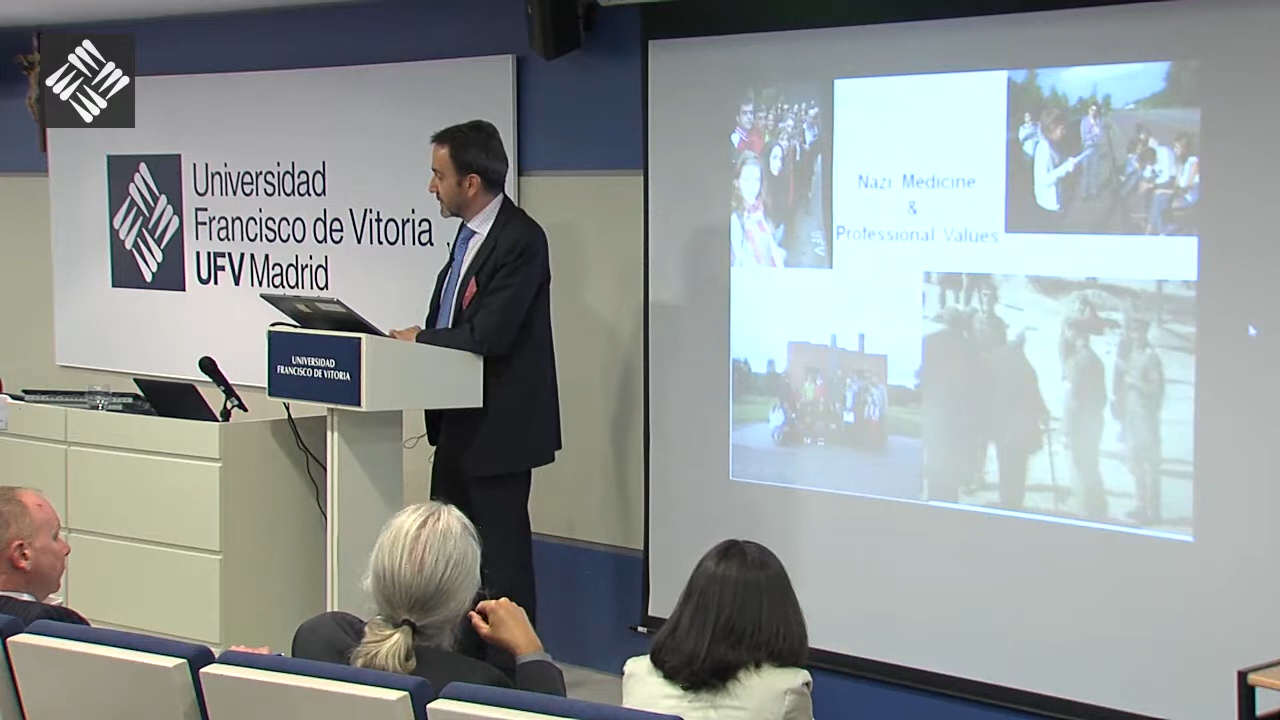 Universidad
Francisco de Vitoria
UFV Madrid
UNIVERSIDAD
FRANCISCO DE VITORIA
Nazi Medicine
&
Professional Values